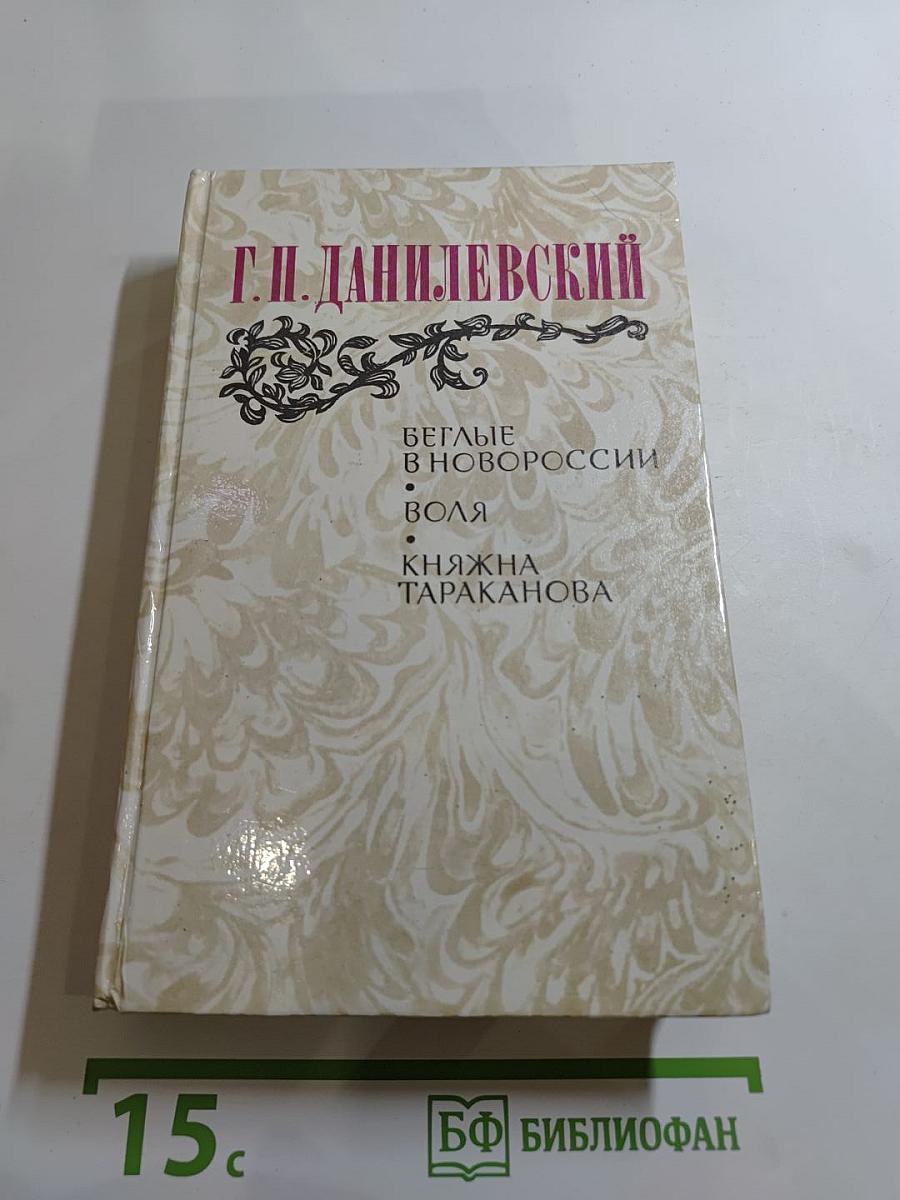 Г.П.ДАНИЛЕВСКИЙ
БЕГЛЫЕ
В НОВОРОССИИ
•
ВОЛЯ
•
КНЯЖНА
ТАРАКАНОВА
15с
БФ БИБЛИОФАН